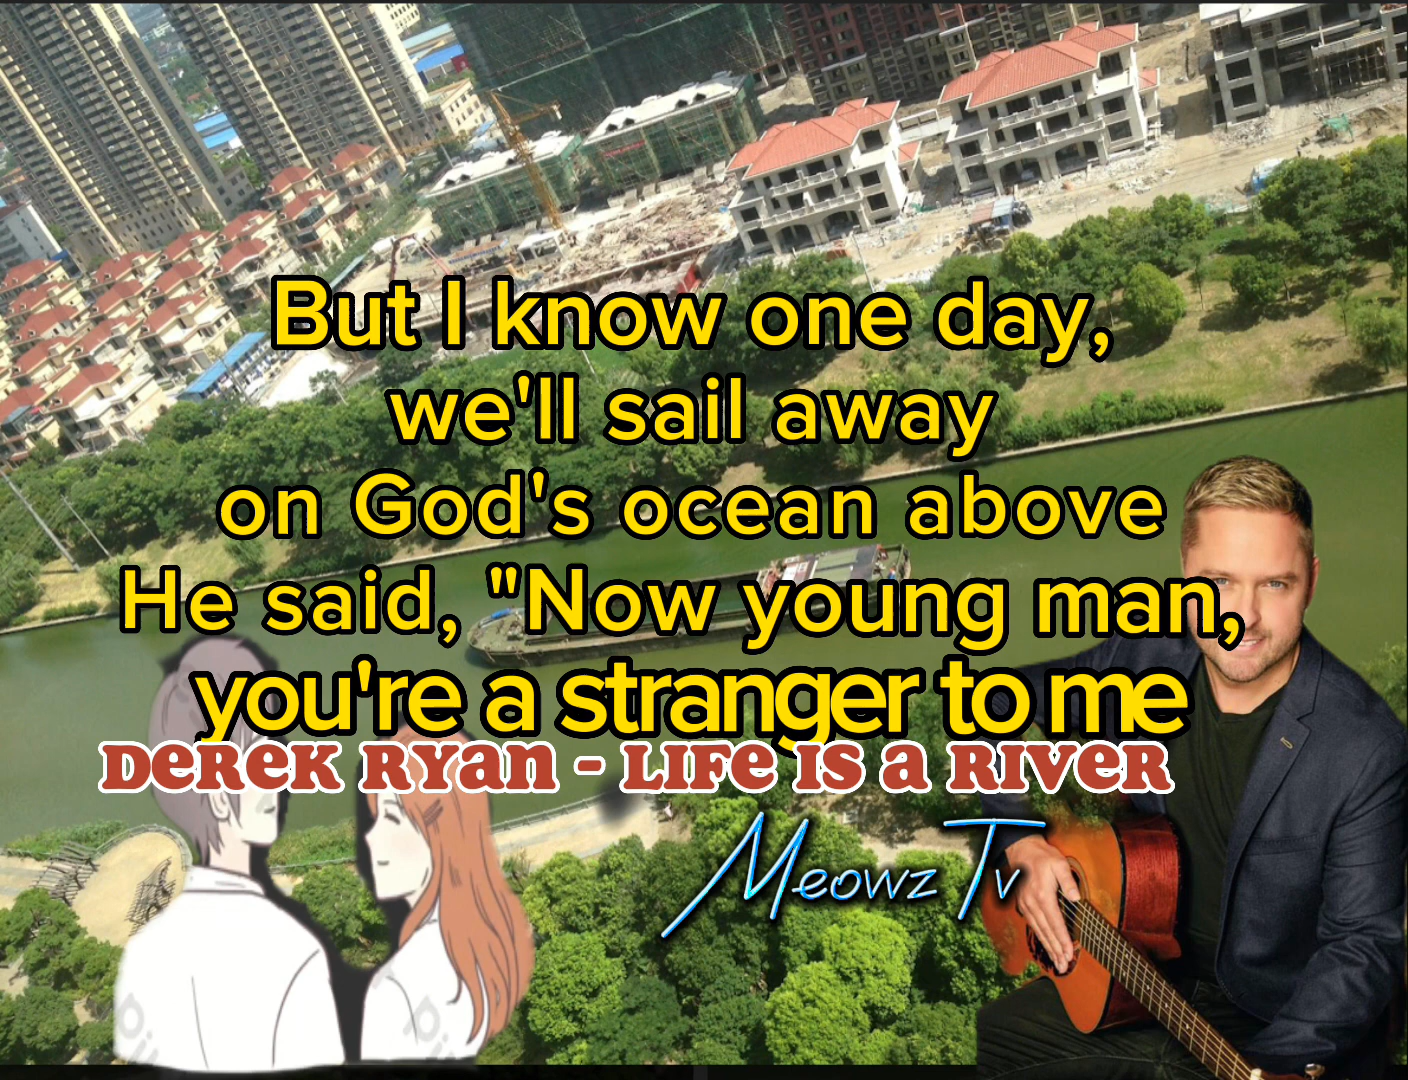 But I know one day,
we'll sail away
on God's ocean above
He said, "Now young man,
you're a stranger to me
DEREK RYAN - LIFE IS A RIVER
Meowz Tv